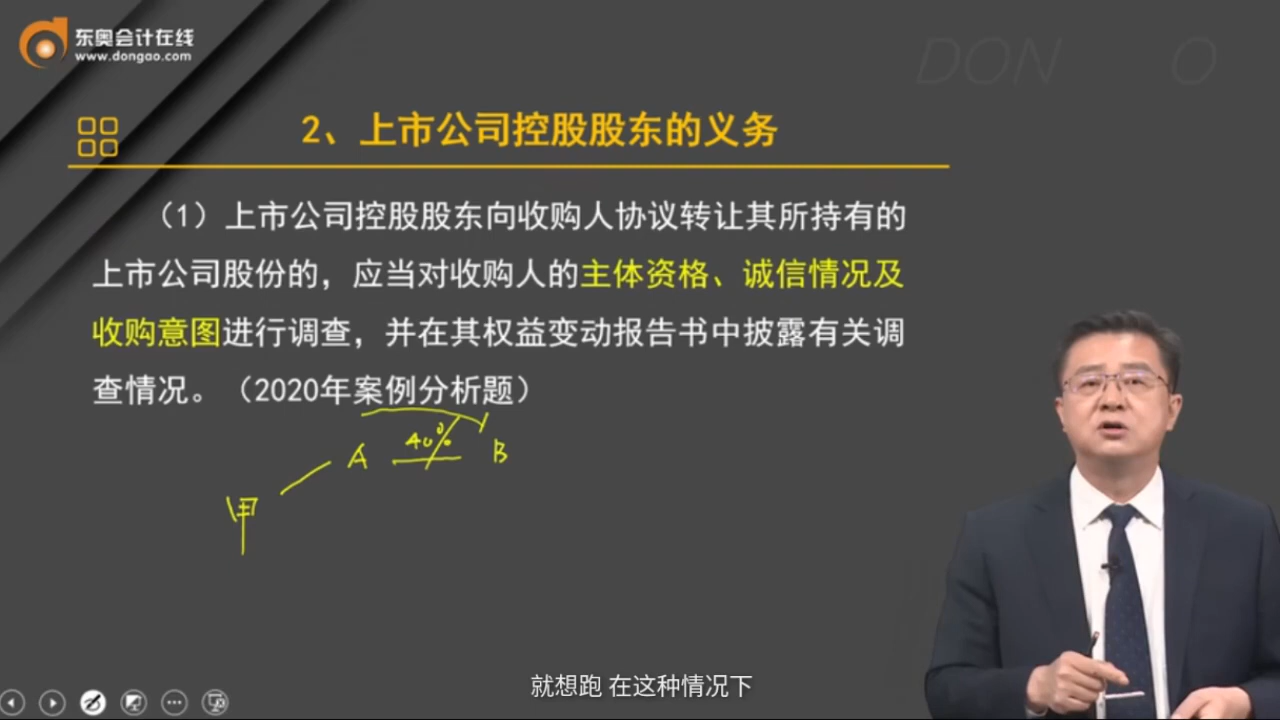 东奥会计在线
www.dongao.com
DON O
2、上市公司控股股东的义务
（1）上市公司控股股东向收购人协议转让其所持有的
上市公司股份的，应当对收购人的主体资格、诚信情况及
收购意图进行调查，并在其权益变动报告书中披露有关调
查情况。（2020年案例分析题）
A 40% B
甲
就想跑 在这种情况下